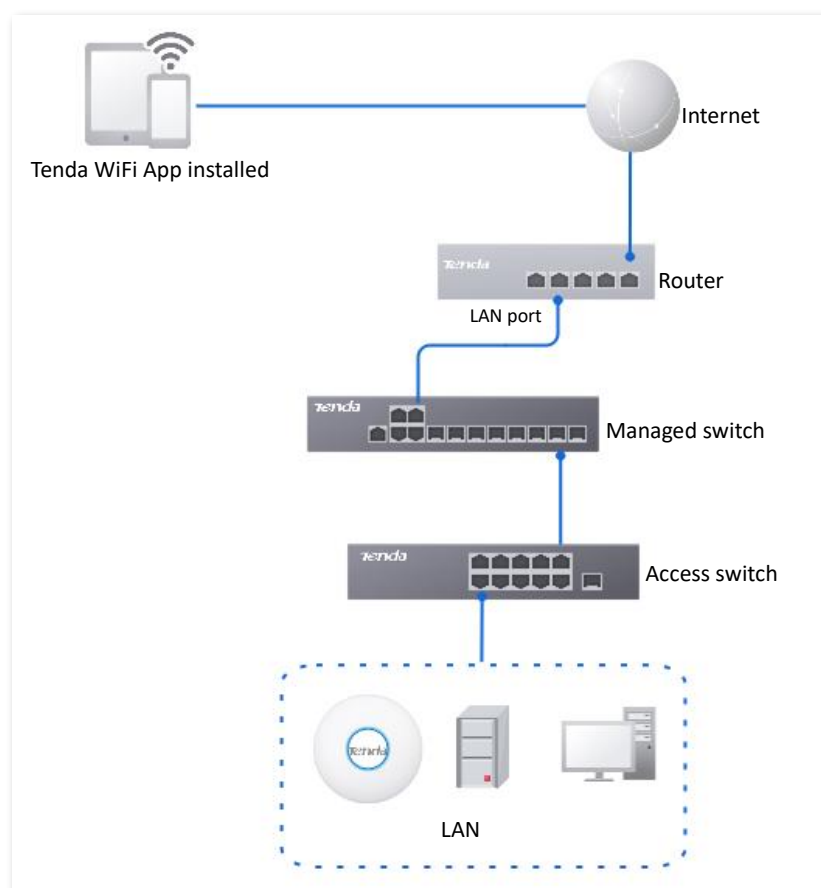 Internet
Tenda WiFi App installed
Tenda
Router
LAN port
Tenda
Managed switch
Tenda
Access switch
Tenda
LAN